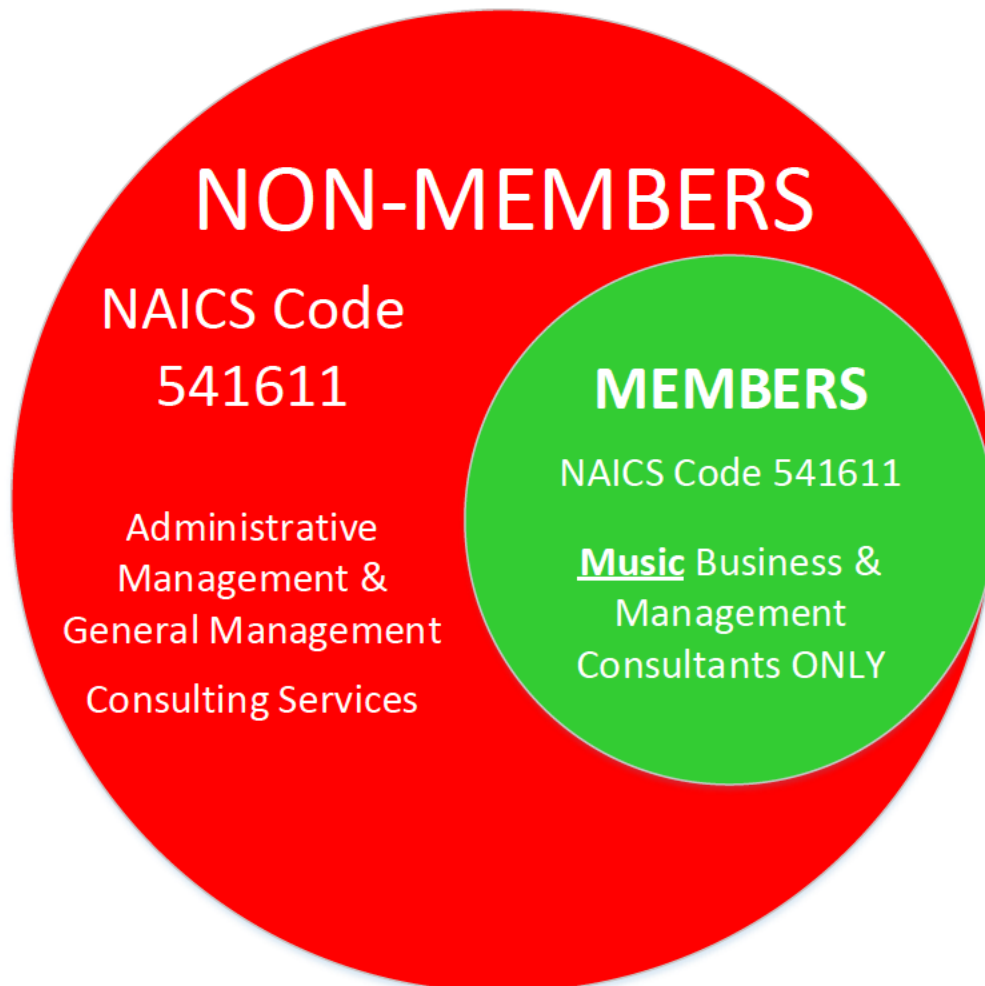 NON-MEMBERS
NAICS Code
541611
Administrative
Management &
General Management
Consulting Services
MEMBERS
NAICS Code 541611
Music Business &
Management
Consultants ONLY